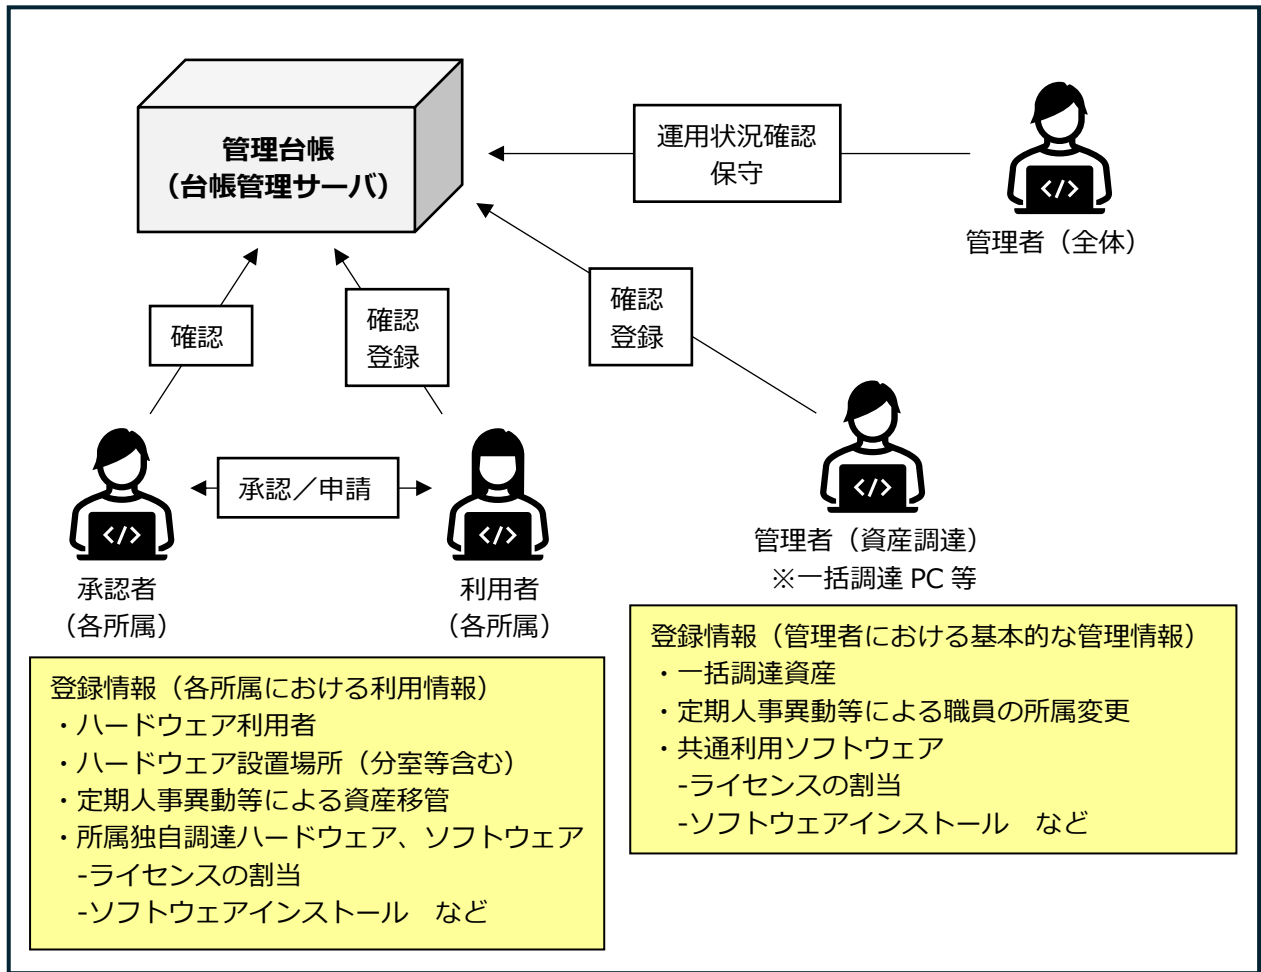 管理台帳
（台帳管理サーバ）
運用状況確認
保守
</>
管理者（全体）
確認
確認
登録
確認
登録
</>
承認／申請
</>
</>
承認者
（各所属）
利用者
（各所属）
管理者（資産調達）
※一括調達 PC 等
登録情報（各所属における利用情報）
・ハードウェア利用者
・ハードウェア設置場所（分室等含む）
・定期人事異動等による資産移管
・所属独自調達ハードウェア、ソフトウェア
-ライセンスの割当
-ソフトウェアインストール　など
登録情報（管理者における基本的な管理情報）
・一括調達資産
・定期人事異動等による職員の所属変更
・共通利用ソフトウェア
-ライセンスの割当
-ソフトウェアインストール　など